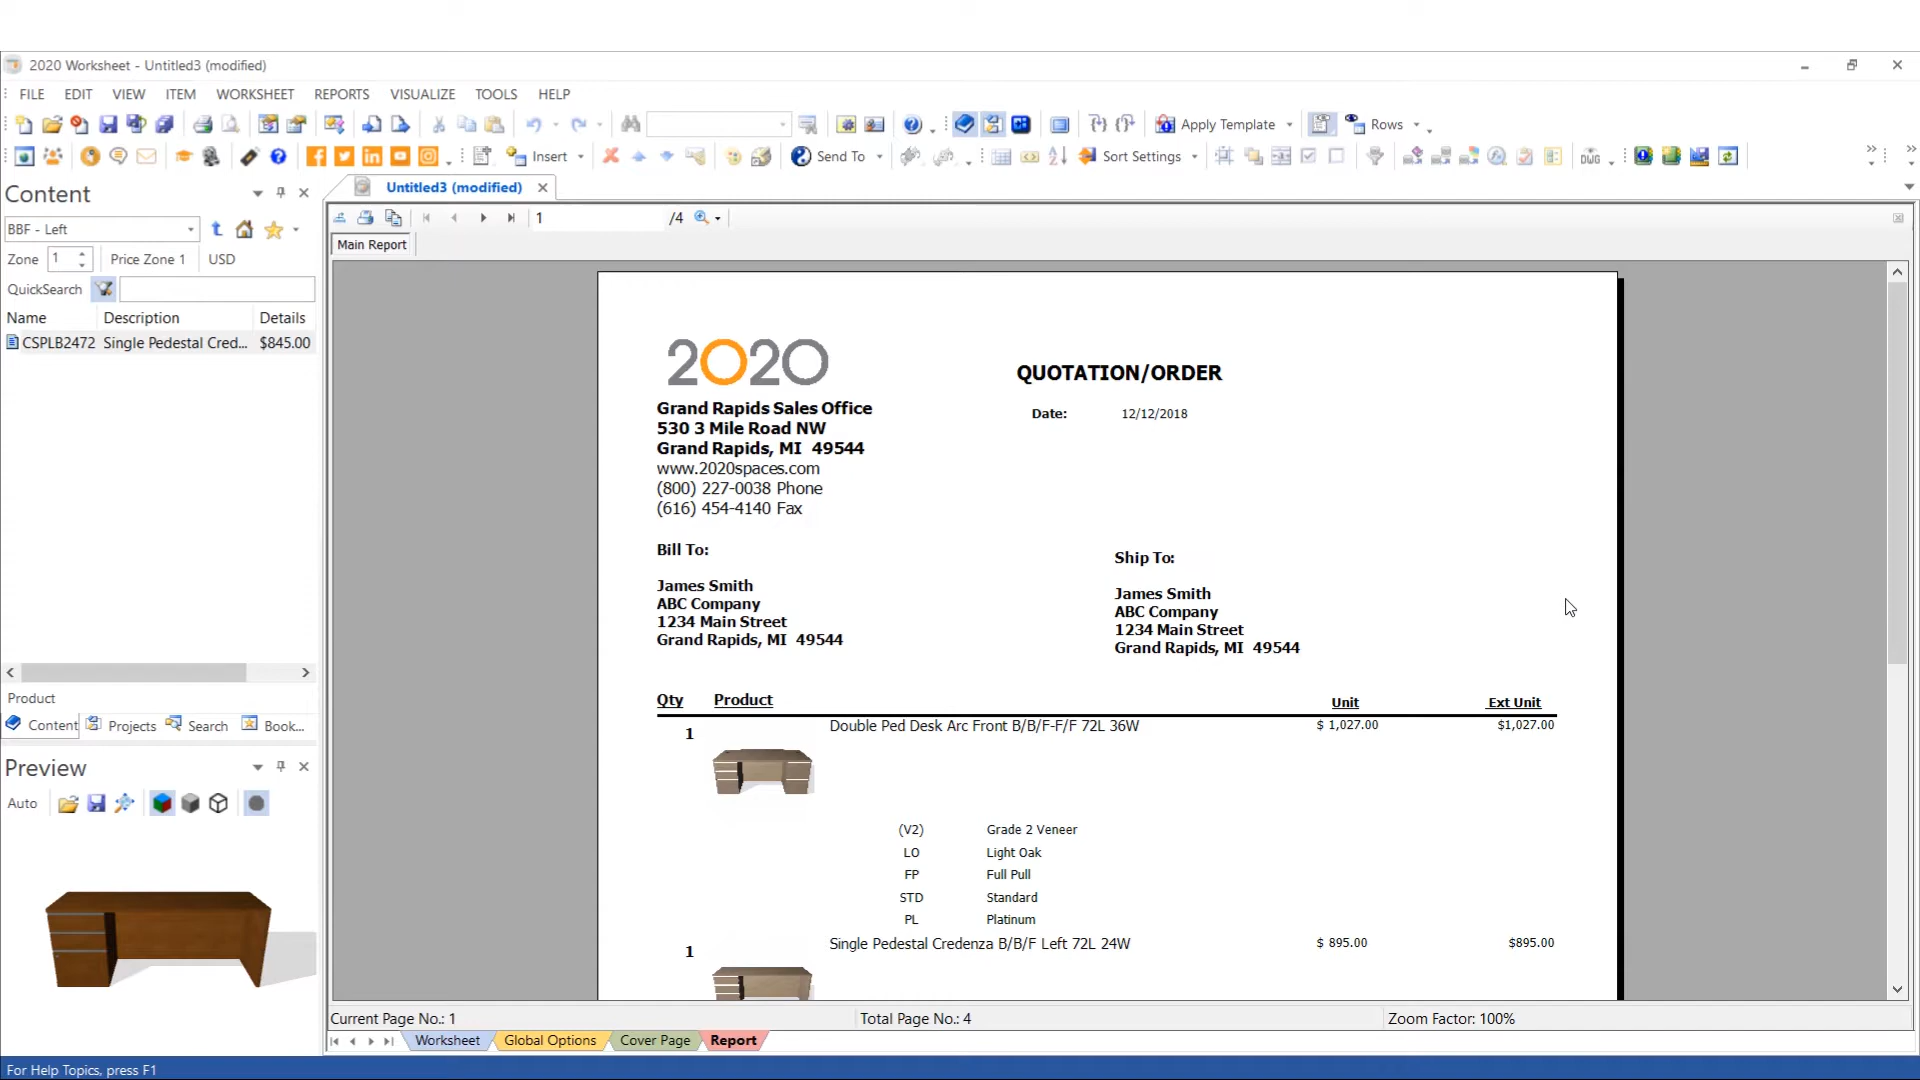 2020 Worksheet - Untitled3 (modified)
FILE EDIT VIEW ITEM WORKSHEET REPORTS VISUALIZE TOOLS HELP
Apply Template Rows
Insert Send To Sort Settings DWG
Content
Untitled3 (modified)
BBF - Left
1 /4
Zone 1 Price Zone 1 USD
Main Report
QuickSearch
Name Description Details
CSPLB2472 Single Pedestal Cred... $845.00
2020
QUOTATION/ORDER
Date: 12/12/2018
Grand Rapids Sales Office
530 3 Mile Road NW
Grand Rapids, MI 49544
www.2020spaces.com
(800) 227-0038 Phone
(616) 454-4140 Fax
Bill To:
James Smith
ABC Company
1234 Main Street
Grand Rapids, MI 49544
Ship To:
James Smith
ABC Company
1234 Main Street
Grand Rapids, MI 49544
Qty Product Unit Ext Unit
1 Double Ped Desk Arc Front B/B/F-F/F 72L 36W $ 1,027.00 $1,027.00
(V2) Grade 2 Veneer
LO Light Oak
FP Full Pull
STD Standard
PL Platinum
1 Single Pedestal Credenza B/B/F Left 72L 24W $ 895.00 $895.00
Product
Content Projects Search Book...
Preview
Auto
Current Page No.: 1 Total Page No.: 4 Zoom Factor: 100%
Worksheet Global Options Cover Page Report
For Help Topics, press F1